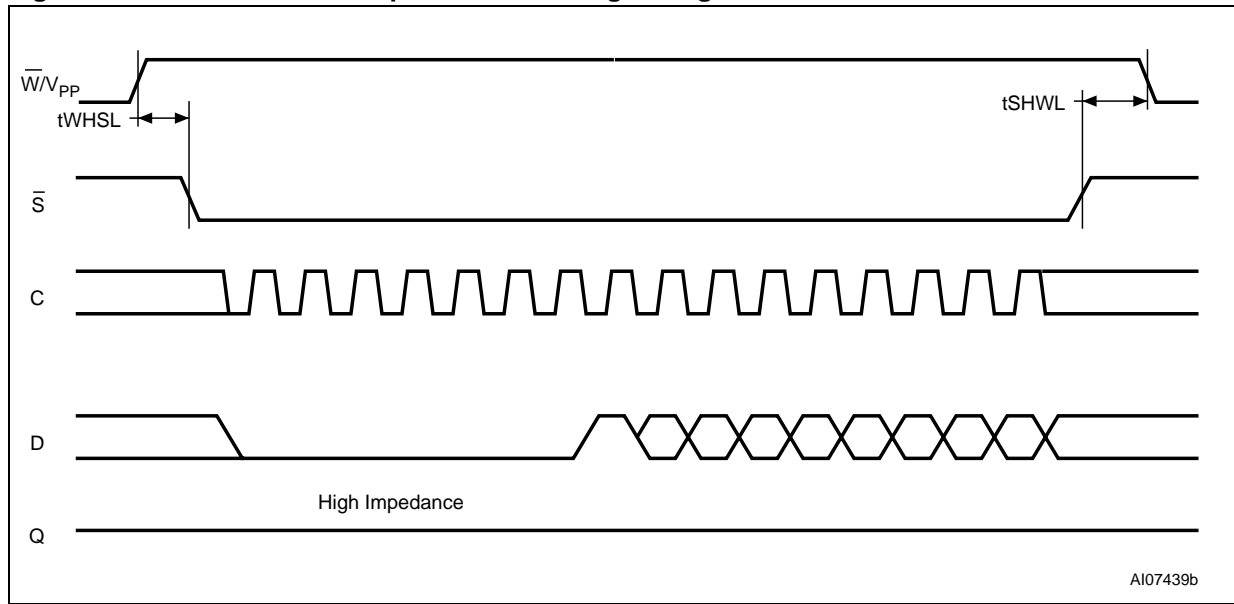 W̅/VPP
tWHSL
tSHWL
S̅
C
D
High Impedance
Q
AI07439b